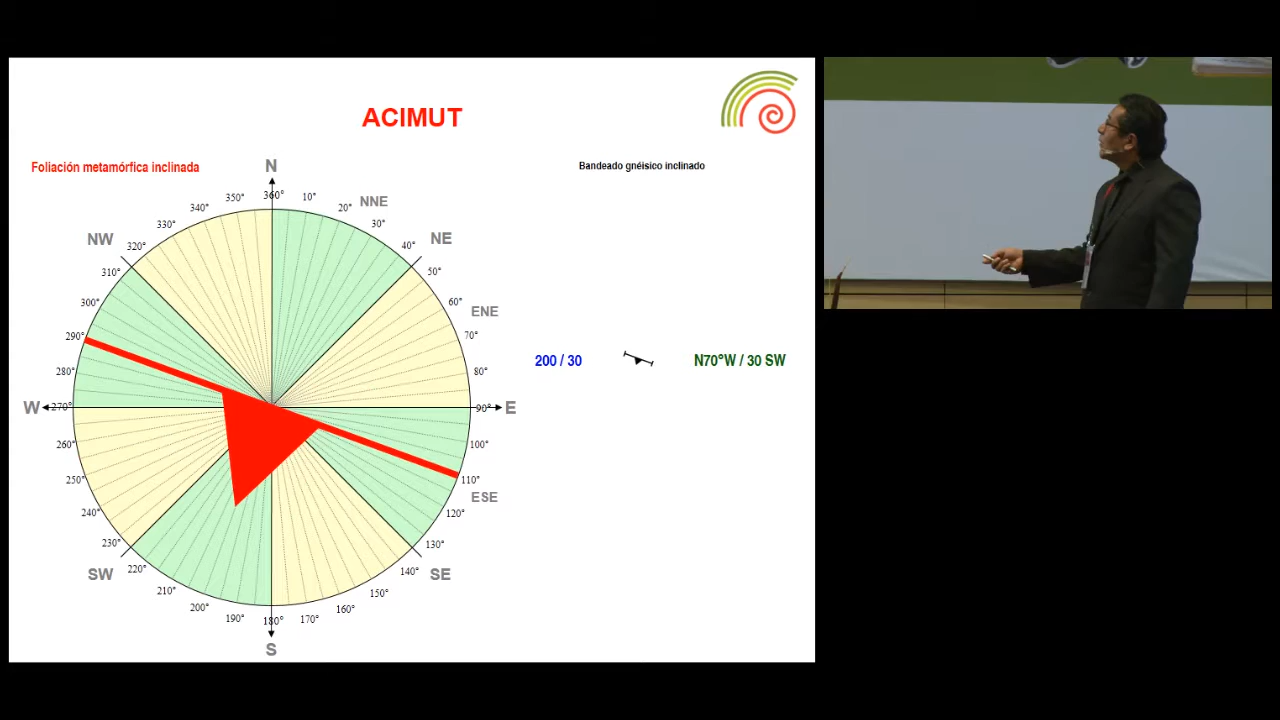 ACIMUT
Foliación metamórfica inclinada
Bandeado gnéisico inclinado
N
360°
10°
20°
NNE
30°
40°
NE
50°
60°
ENE
70°
80°
90°
E
100°
110°
ESE
120°
130°
SE
140°
150°
160°
170°
180°
S
190°
200°
210°
220°
SW
230°
240°
250°
260°
270°
W
280°
290°
300°
310°
NW
320°
330°
340°
350°
200 / 30
N70°W / 30 SW